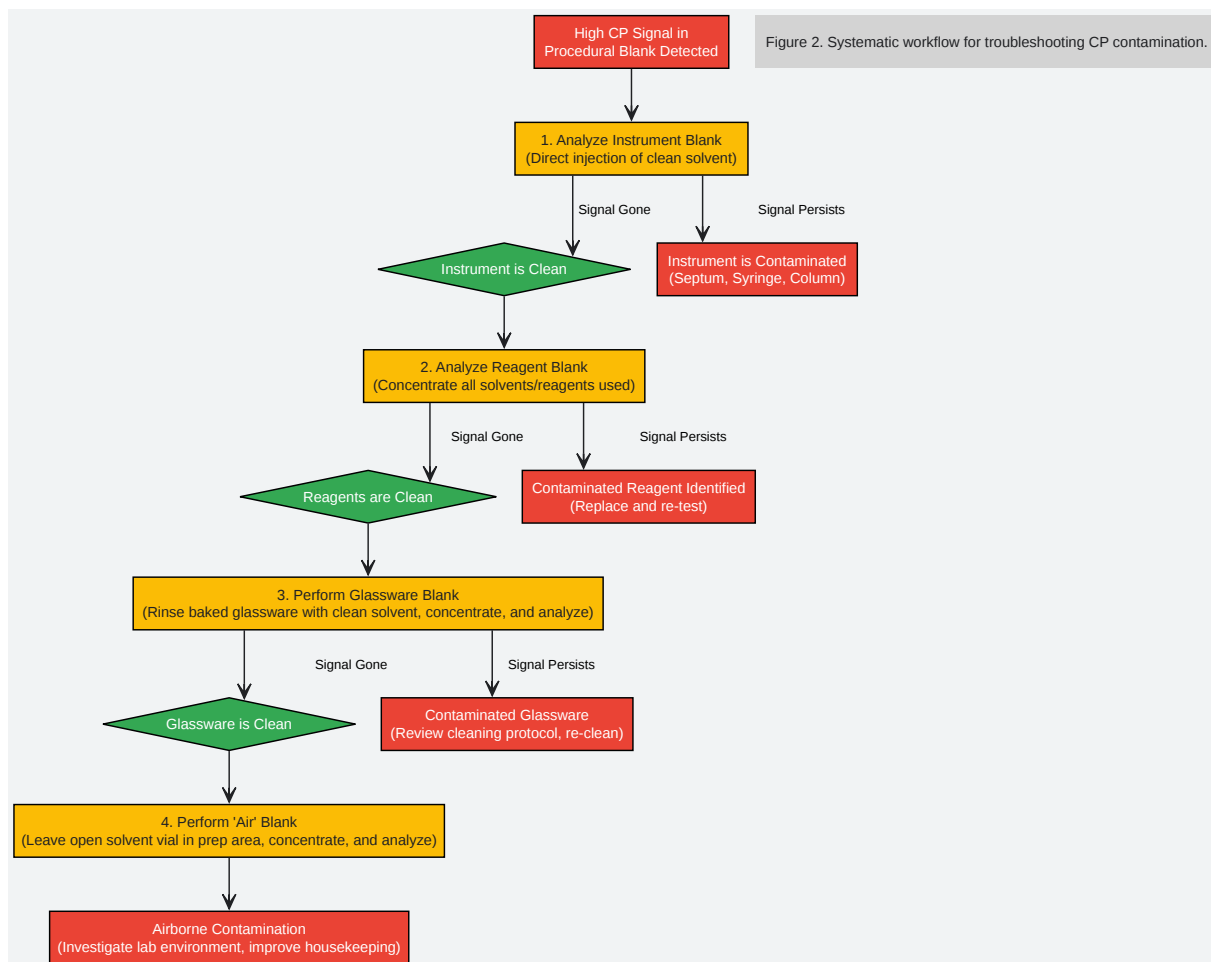 High CP Signal in
Procedural Blank Detected
Figure 2. Systematic workflow for troubleshooting CP contamination.
1. Analyze Instrument Blank
(Direct injection of clean solvent)
Signal Gone
Signal Persists
Instrument is Clean
Instrument is Contaminated
(Septum, Syringe, Column)
2. Analyze Reagent Blank
(Concentrate all solvents/reagents used)
Signal Gone
Signal Persists
Reagents are Clean
Contaminated Reagent Identified
(Replace and re-test)
3. Perform Glassware Blank
(Rinse baked glassware with clean solvent, concentrate, and analyze)
Signal Gone
Signal Persists
Glassware is Clean
Contaminated Glassware
(Review cleaning protocol, re-clean)
4. Perform 'Air' Blank
(Leave open solvent vial in prep area, concentrate, and analyze)
Airborne Contamination
(Investigate lab environment, improve housekeeping)